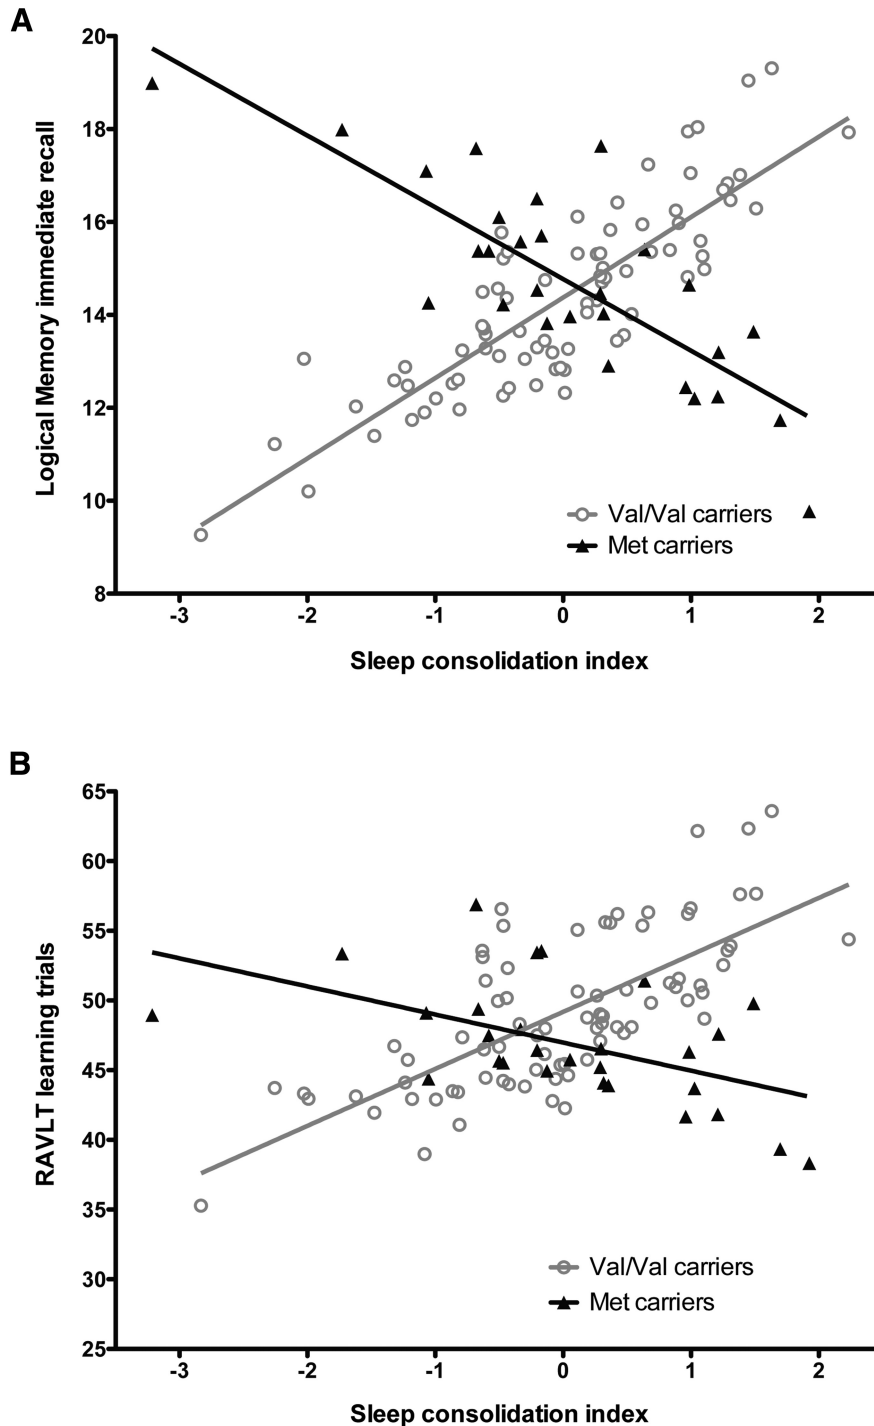 A
Logical Memory immediate recall
20
18
16
14
12
10
8
Val/Val carriers
Met carriers
-3 -2 -1 0 1 2
Sleep consolidation index
B
RAVLT learning trials
65
60
55
50
45
40
35
30
25
Val/Val carriers
Met carriers
-3 -2 -1 0 1 2
Sleep consolidation index